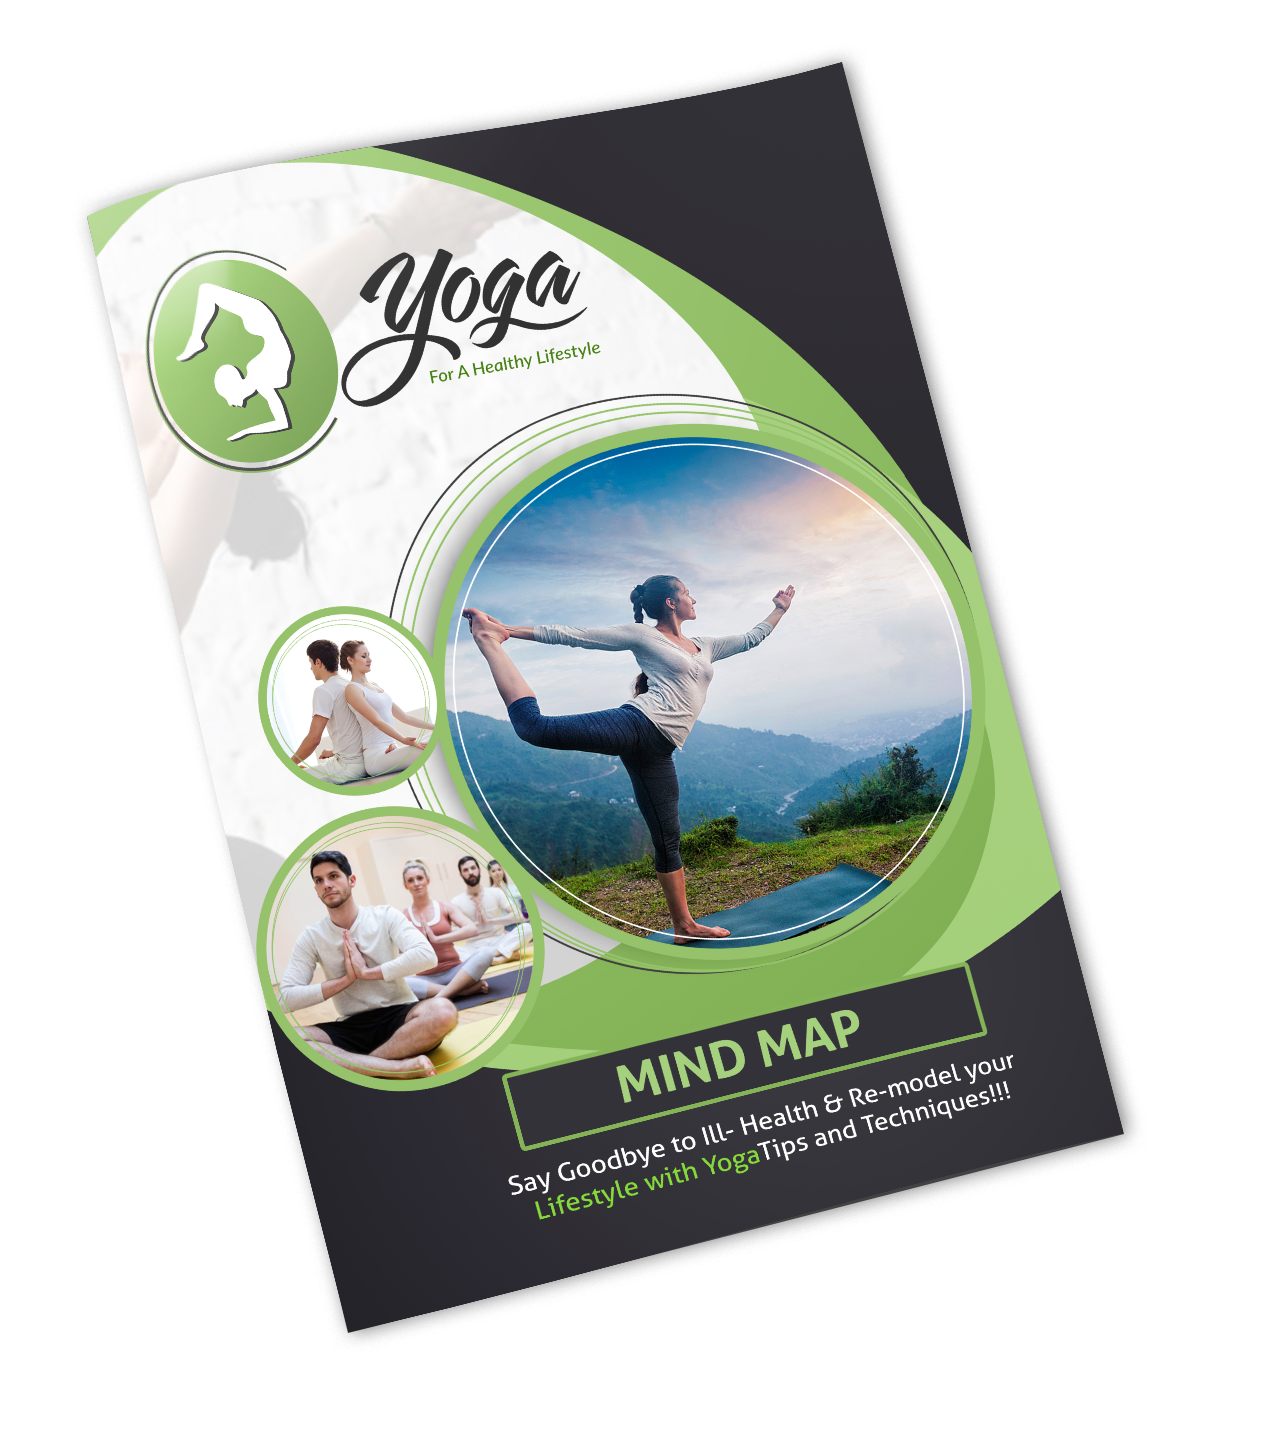 Yoga
For A Healthy Lifestyle
MIND MAP
Say Goodbye to Ill- Health & Re-model your
Lifestyle with YogaTips and Techniques!!!